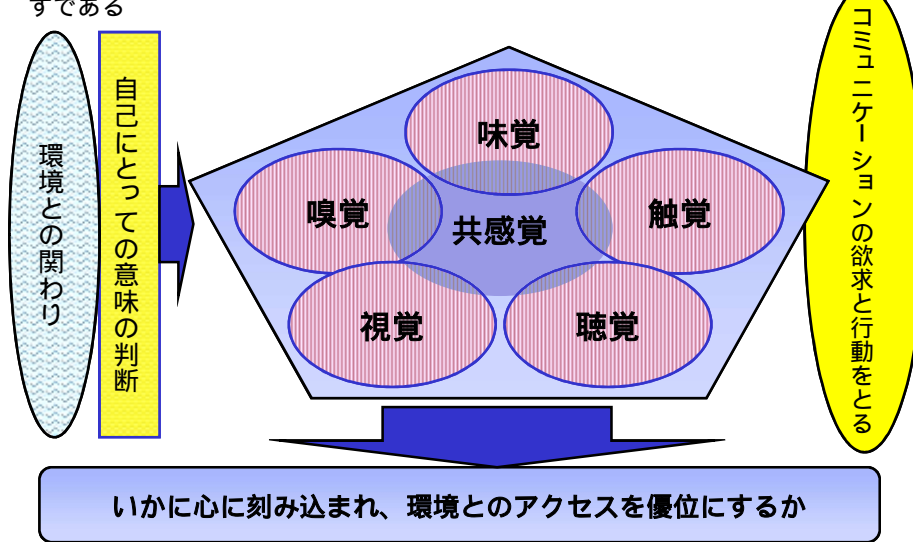 すである
環境との関わり
自己にとっての意味の判断
味覚
嗅覚
共感覚
触覚
視覚
聴覚
コミュニケーションの欲求と行動をとる
いかに心に刻み込まれ、環境とのアクセスを優位にするか